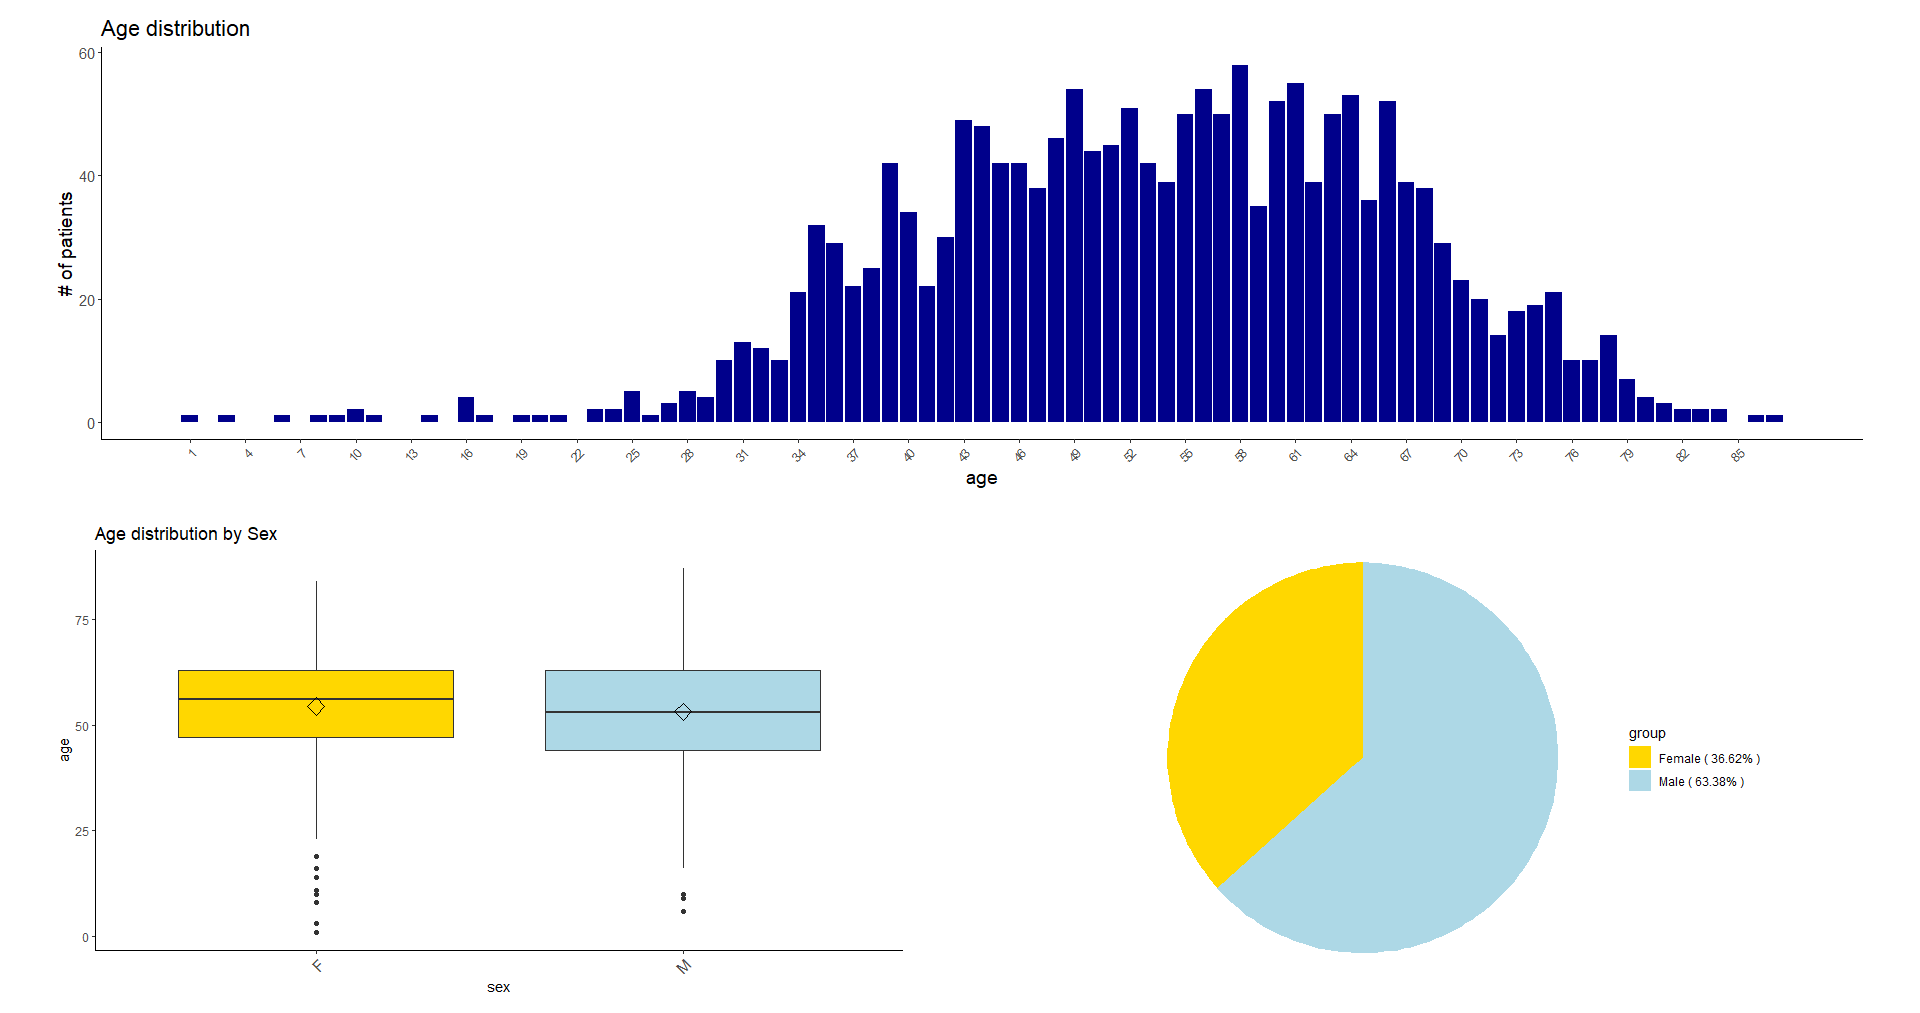 Age distribution
60
40
20
0
# of patients
1 4 7 10 13 16 19 22 25 28 31 34 37 40 43 46 49 52 55 58 61 64 67 70 73 76 79 82 85
age
Age distribution by Sex
75
50
25
0
age
F M
sex
group
Female ( 36.62% )
Male ( 63.38% )